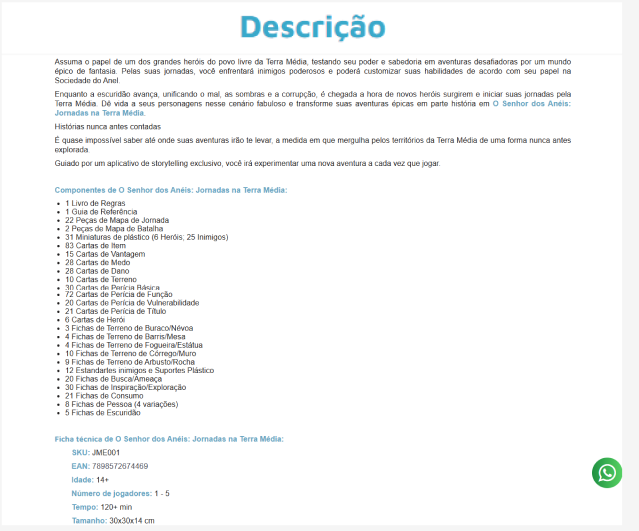 Descrição
Assuma o papel de um dos grandes heróis do povo livre da Terra Média, testando seu poder e sabedoria em aventuras desafiadoras por um mundo
épico de fantasia. Pelas suas jornadas, você enfrentará inimigos poderosos e poderá customizar suas habilidades de acordo com seu papel na
Sociedade do Anel.
Enquanto a escuridão avança, unificando o mal, as sombras e a corrupção, é chegada a hora de novos heróis surgirem e iniciar suas jornadas pela
Terra Média. Dê vida a seus personagens nesse cenário fabuloso e transforme suas aventuras épicas em parte história em O Senhor dos Anéis:
Jornadas na Terra Média.
Histórias nunca antes contadas
É quase impossível saber até onde suas aventuras irão te levar, a medida em que mergulha pelos territórios da Terra Média de uma forma nunca antes
explorada.
Guiado por um aplicativo de storytelling exclusivo, você irá experimentar uma nova aventura a cada vez que jogar.
Componentes de O Senhor dos Anéis: Jornadas na Terra Média:
• 1 Livro de Regras
• 1 Guia de Referência
• 22 Peças de Mapa de Jornada
• 2 Peças de Mapa de Batalha
• 31 Miniaturas de plástico (6 Heróis; 25 Inimigos)
• 83 Cartas de Item
• 15 Cartas de Vantagem
• 28 Cartas de Medo
• 28 Cartas de Dano
• 10 Cartas de Terreno
• 30 Cartas de Perícia Básica
• 72 Cartas de Perícia de Função
• 20 Cartas de Perícia de Vulnerabilidade
• 21 Cartas de Perícia de Título
• 6 Cartas de Herói
• 3 Fichas de Terreno de Buraco/Névoa
• 4 Fichas de Terreno de Barris/Mesa
• 4 Fichas de Terreno de Fogueira/Estátua
• 10 Fichas de Terreno de Córrego/Muro
• 9 Fichas de Terreno de Arbusto/Rocha
• 12 Estandartes inimigos e Suportes Plástico
• 20 Fichas de Busca/Ameaça
• 30 Fichas de Inspiração/Exploração
• 21 Fichas de Consumo
• 8 Fichas de Pessoa (4 variações)
• 5 Fichas de Escuridão
Ficha técnica de O Senhor dos Anéis: Jornadas na Terra Média:
SKU: JME001
EAN: 7898572674469
Idade: 14+
Número de jogadores: 1 - 5
Tempo: 120+ min
Tamanho: 30x30x14 cm